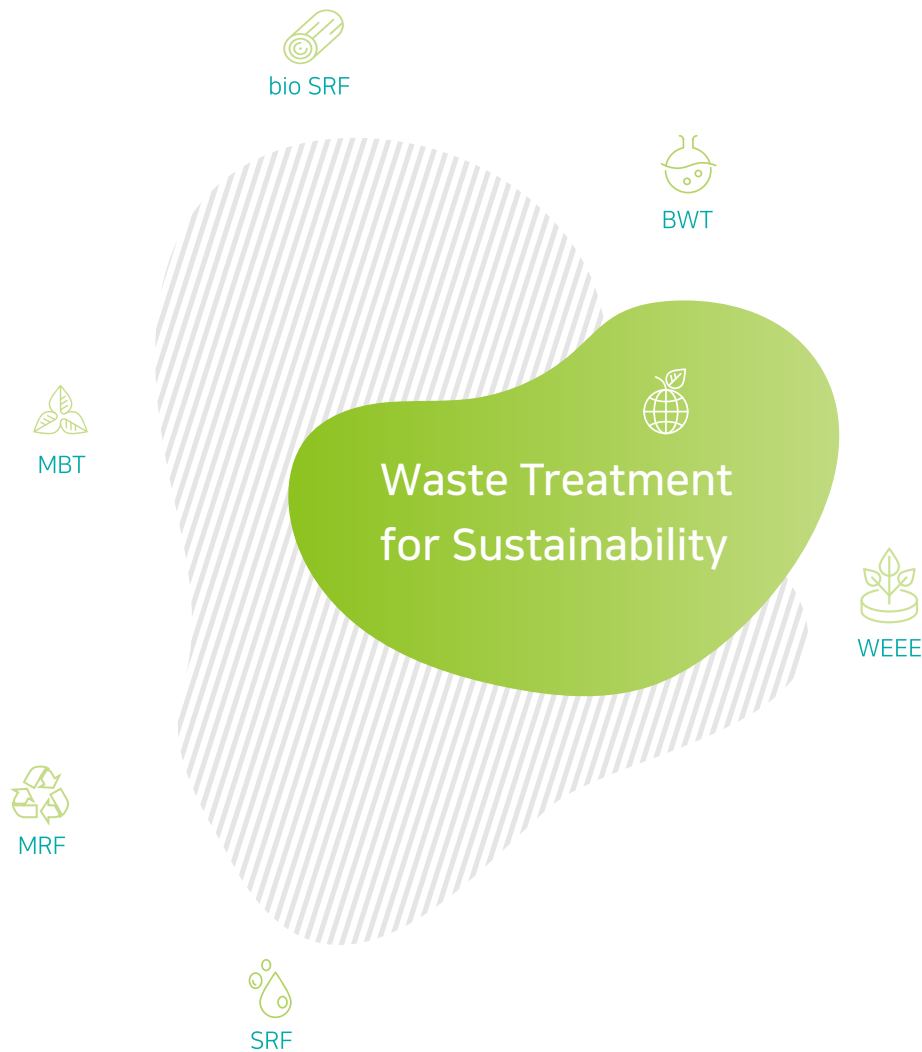 bio SRF
BWT
MBT
Waste Treatment
for Sustainability
WEEE
MRF
SRF